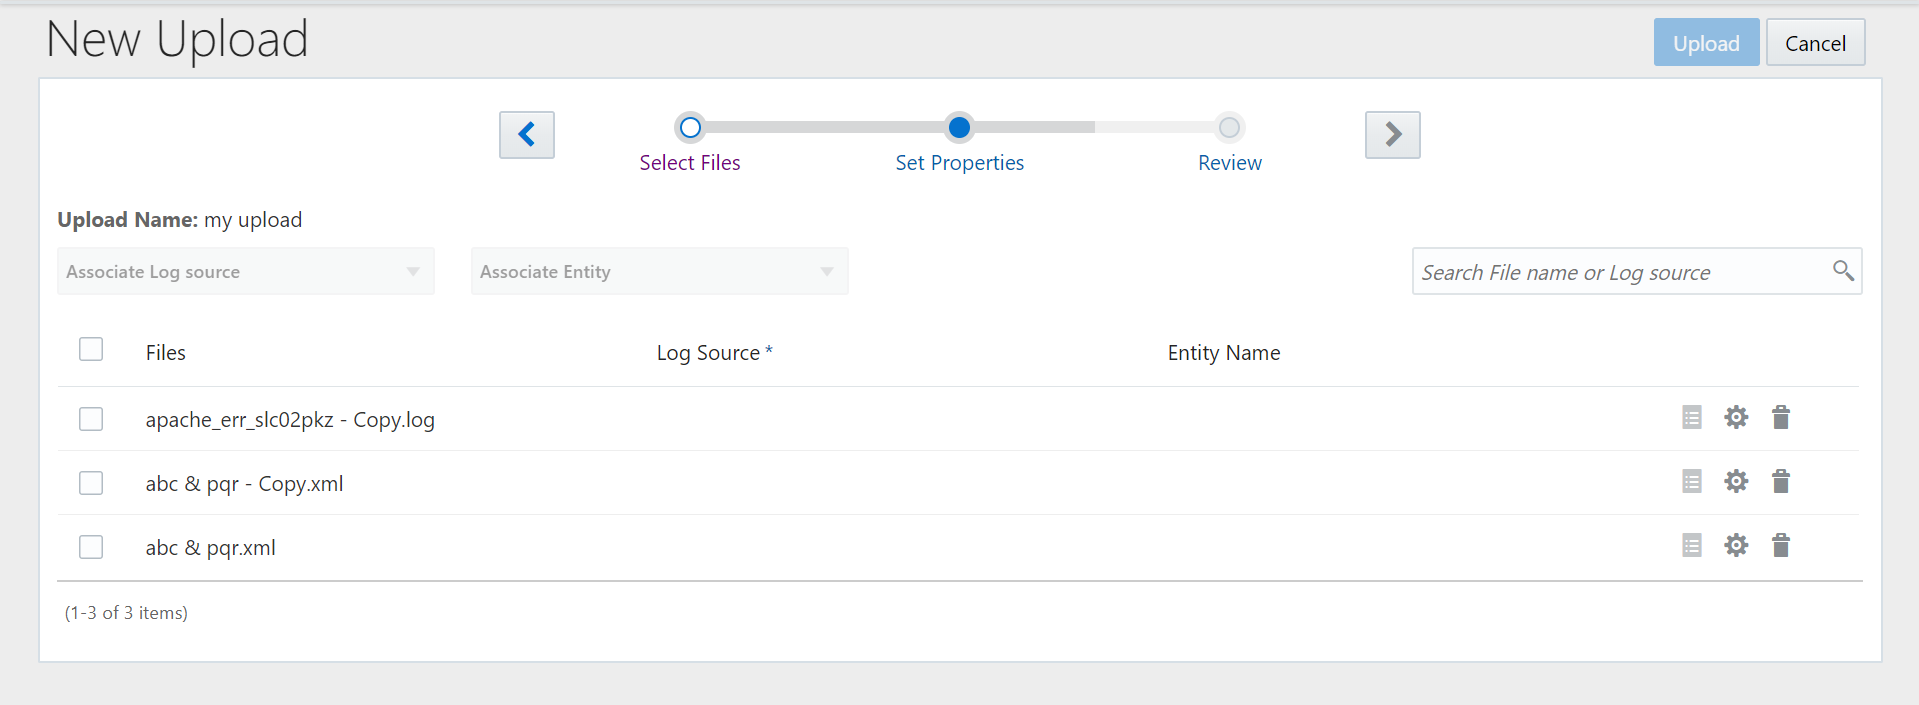 New Upload
Upload Cancel
Select Files Set Properties Review
Upload Name: my upload
Associate Log source Associate Entity Search File name or Log source
Files Log Source * Entity Name
apache_err_slc02pkz - Copy.log
abc & pqr - Copy.xml
abc & pqr.xml
(1-3 of 3 items)